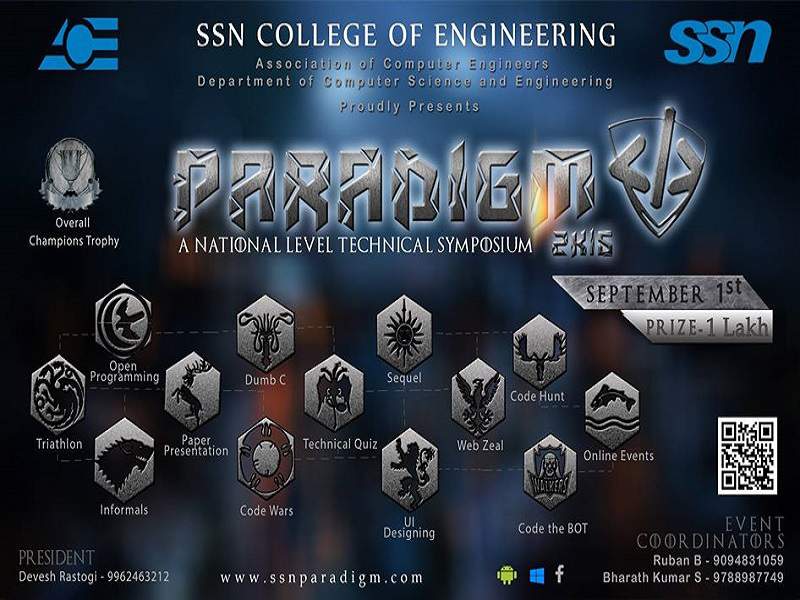 ACE
ssn
SSN COLLEGE OF ENGINEERING
Association of Computer Engineers
Department of Computer Science and Engineering
Proudly Presents
PARADIGM
2K15
A NATIONAL LEVEL TECHNICAL SYMPOSIUM
Overall
Champions Trophy
SEPTEMBER 1st
PRIZE-1 Lakh
Open
Programming
Dumb C
Sequel
Code Hunt
Triathlon
Paper
Presentation
Technical Quiz
Web Zeal
Online Events
Informals
Code Wars
UI
Designing
WALKERS
Code the BOT
EVENT
COORDINATORS
Ruban B - 9094831059
Bharath Kumar S - 9788987749
PRESIDENT
Devesh Rastogi - 9962463212
www.ssnparadigm.com